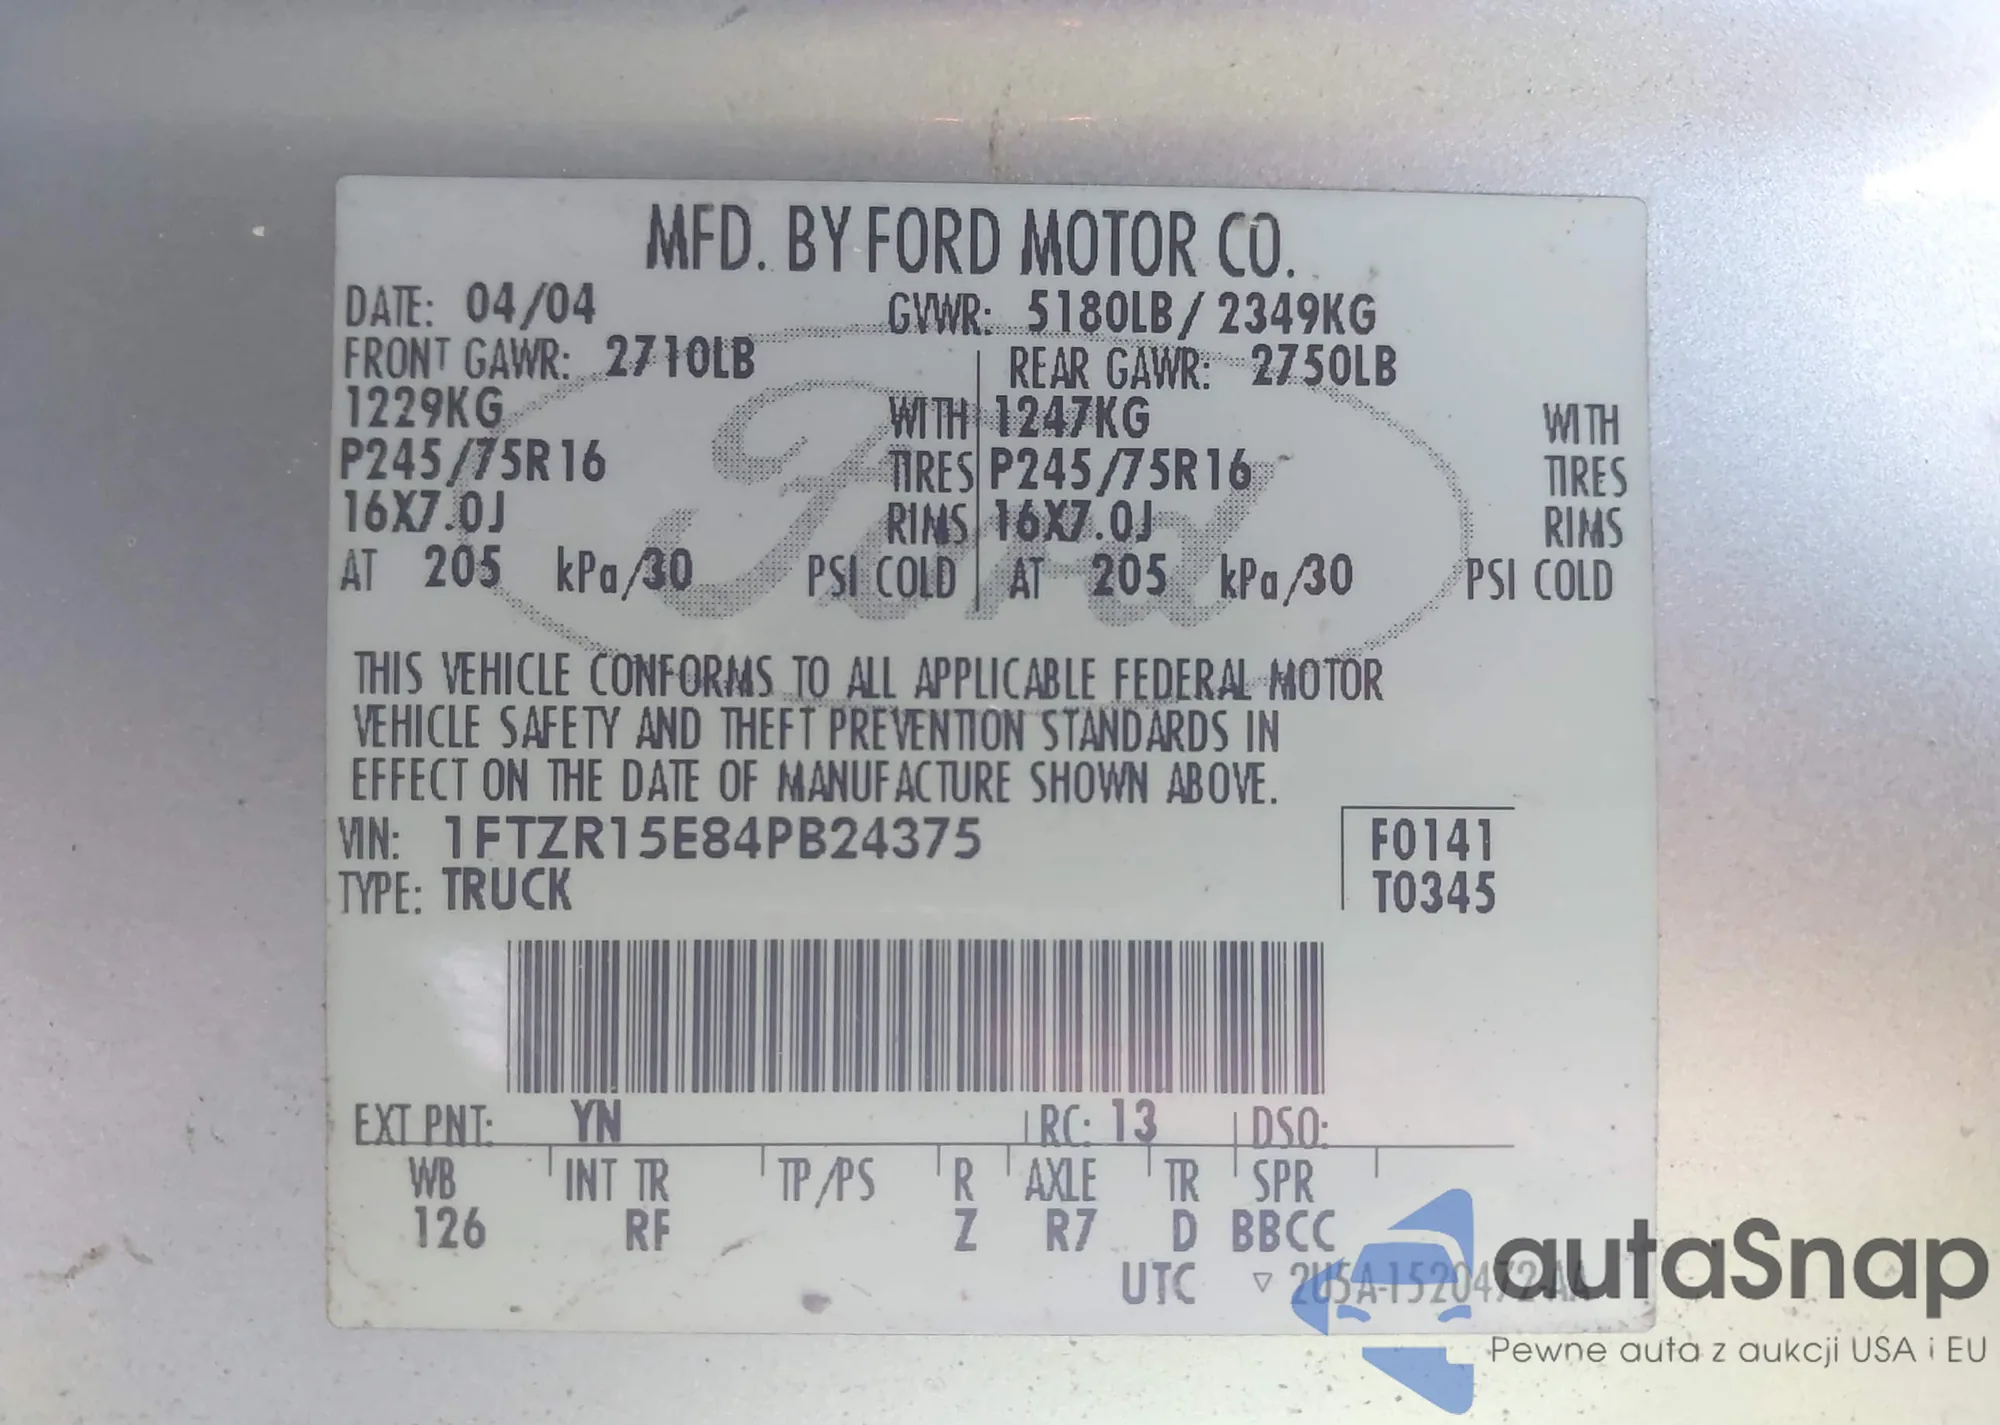 MFD. BY FORD MOTOR CO.
DATE: 04/04 GVWR: 5180LB / 2349KG
FRONT GAWR: 2710LB REAR GAWR: 2750LB
1229KG WITH 1247KG WITH
P245/75R16 TIRES P245/75R16 TIRES
16X7.0J RIMS 16X7.0J RIMS
AT 205 kPa/30 PSI COLD AT 205 kPa/30 PSI COLD
Ford
THIS VEHICLE CONFORMS TO ALL APPLICABLE FEDERAL MOTOR
VEHICLE SAFETY AND THEFT PREVENTION STANDARDS IN
EFFECT ON THE DATE OF MANUFACTURE SHOWN ABOVE.
VIN: 1FTZR15E84PB24375 F0141
TYPE: TRUCK T0345
EXT PNT: YN RC: 13 DSO:
WB INT TR TP/PS R AXLE TR SPR
126 RF Z R7 D BBCC
UTC ▽ 2U5A-1520472-AA
autaSnap
Pewne auta z aukcji USA i EU